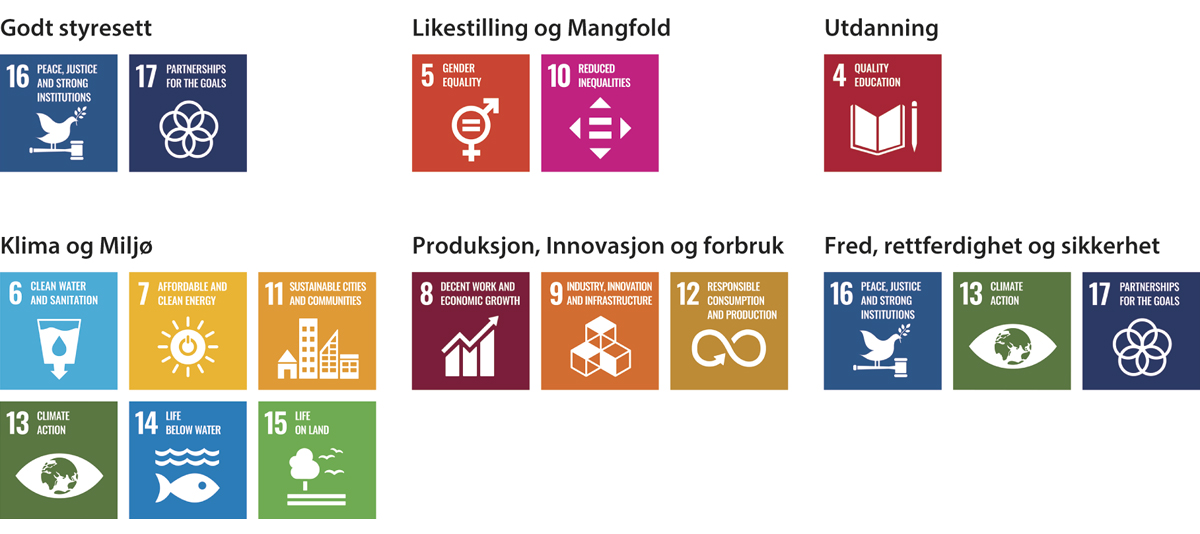 Godt styresett
16 PEACE, JUSTICE
AND STRONG
INSTITUTIONS
17 PARTNERSHIPS
FOR THE GOALS
Likestilling og Mangfold
5 GENDER
EQUALITY
10 REDUCED
INEQUALITIES
Utdanning
4 QUALITY
EDUCATION
Klima og Miljø
6 CLEAN WATER
AND SANITATION
7 AFFORDABLE AND
CLEAN ENERGY
11 SUSTAINABLE CITIES
AND COMMUNITIES
13 CLIMATE
ACTION
14 LIFE
BELOW WATER
15 LIFE
ON LAND
Produksjon, Innovasjon og forbruk
8 DECENT WORK AND
ECONOMIC GROWTH
9 INDUSTRY, INNOVATION
AND INFRASTRUCTURE
12 RESPONSIBLE
CONSUMPTION
AND PRODUCTION
Fred, rettferdighet og sikkerhet
16 PEACE, JUSTICE
AND STRONG
INSTITUTIONS
13 CLIMATE
ACTION
17 PARTNERSHIPS
FOR THE GOALS